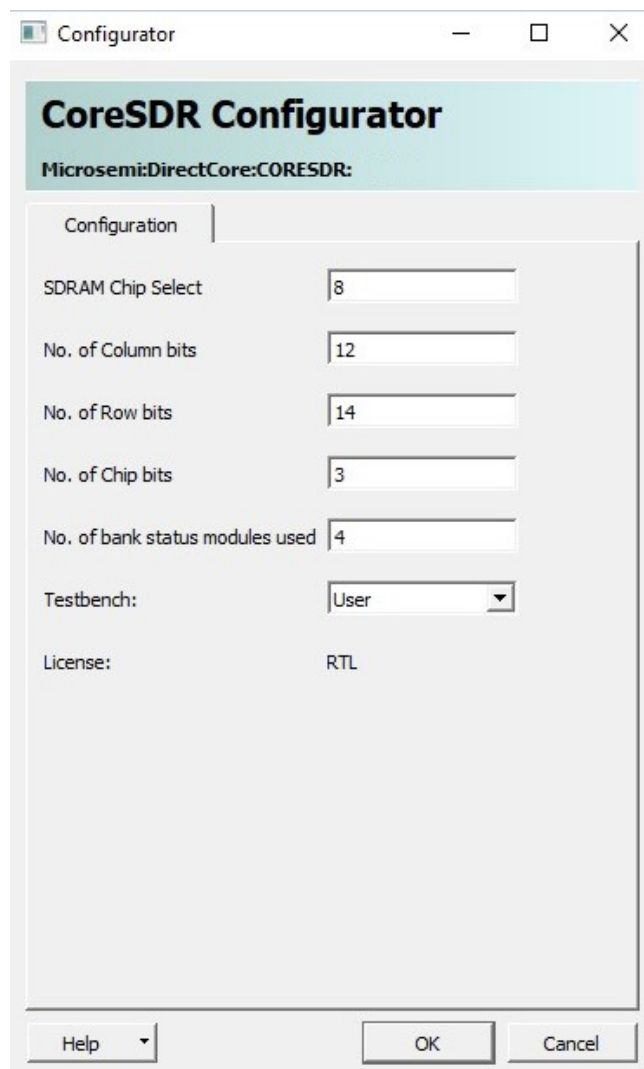 Configurator
CoreSDR Configurator
Microsemi:DirectCore:CORESDR:
Configuration
SDRAM Chip Select 8
No. of Column bits 12
No. of Row bits 14
No. of Chip bits 3
No. of bank status modules used 4
Testbench: User
License: RTL
Help OK Cancel